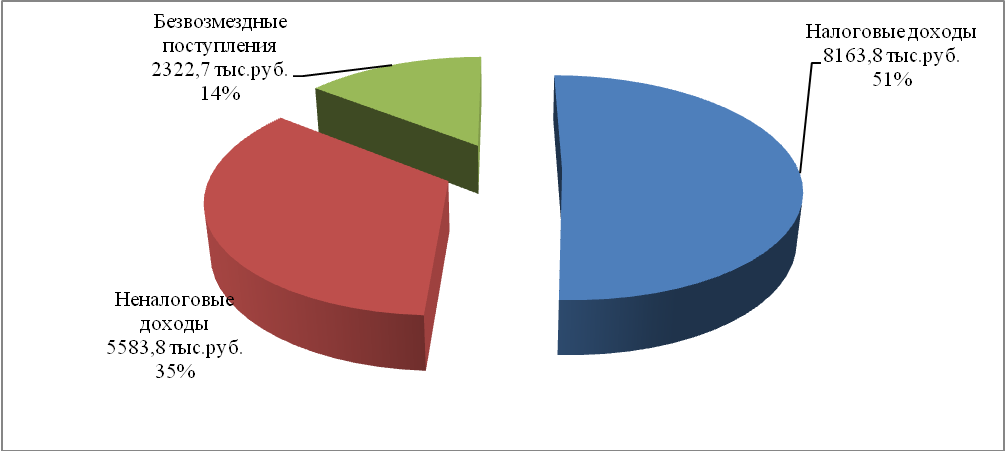 Безвозмездные
поступления
2322,7 тыс.руб.
14%
Налоговые доходы
8163,8 тыс.руб.
51%
Неналоговые
доходы
5583,8 тыс.руб.
35%